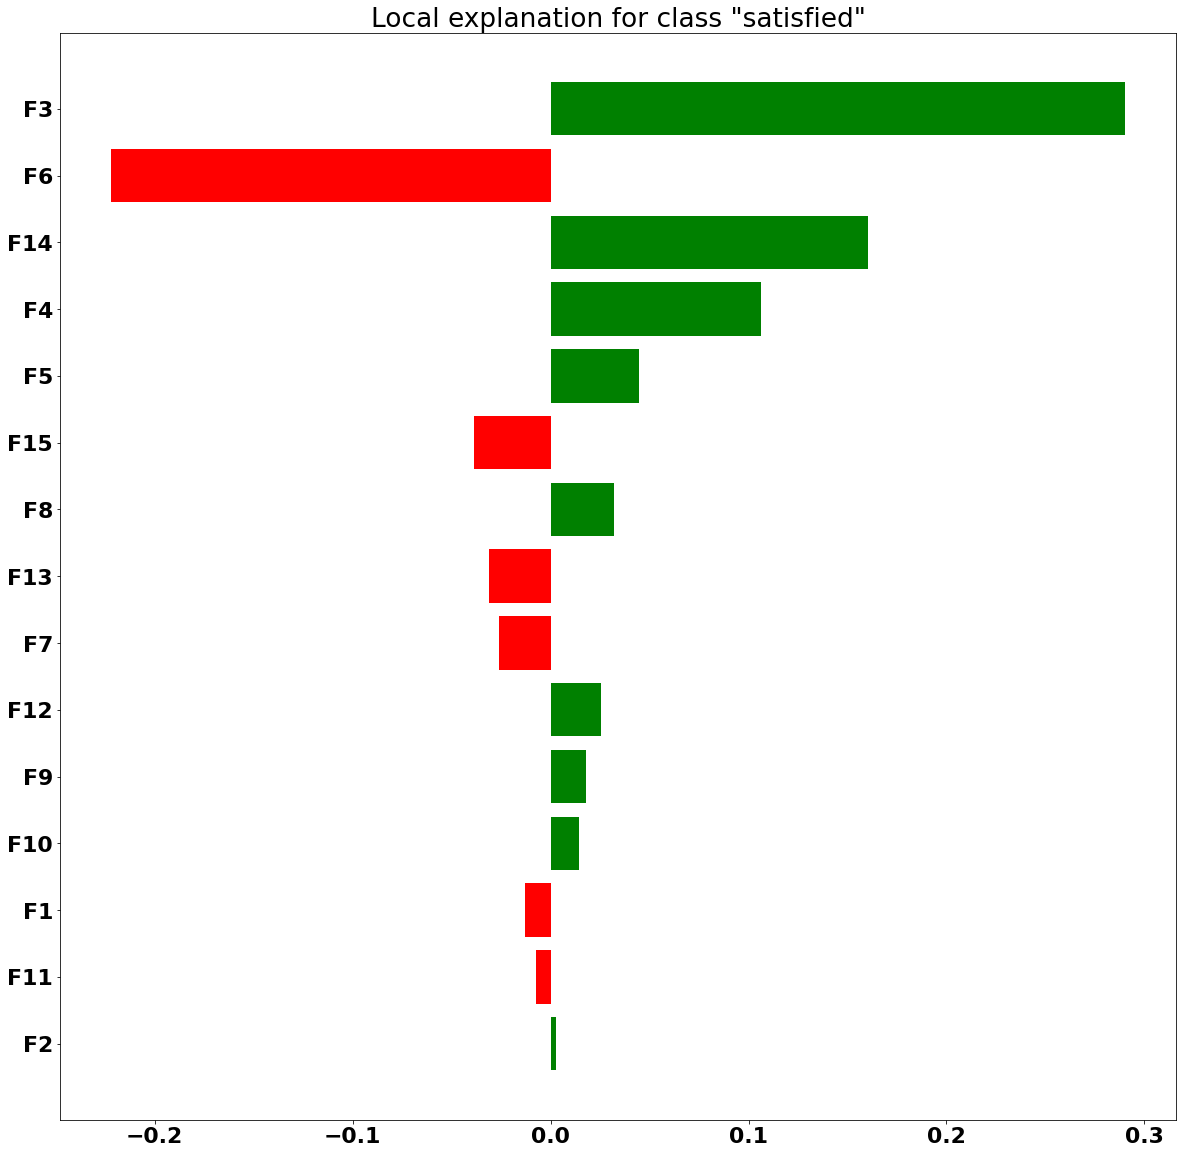 Local explanation for class "satisfied"
F3
F6
F14
F4
F5
F15
F8
F13
F7
F12
F9
F10
F1
F11
F2
−0.2 −0.1 0.0 0.1 0.2 0.3